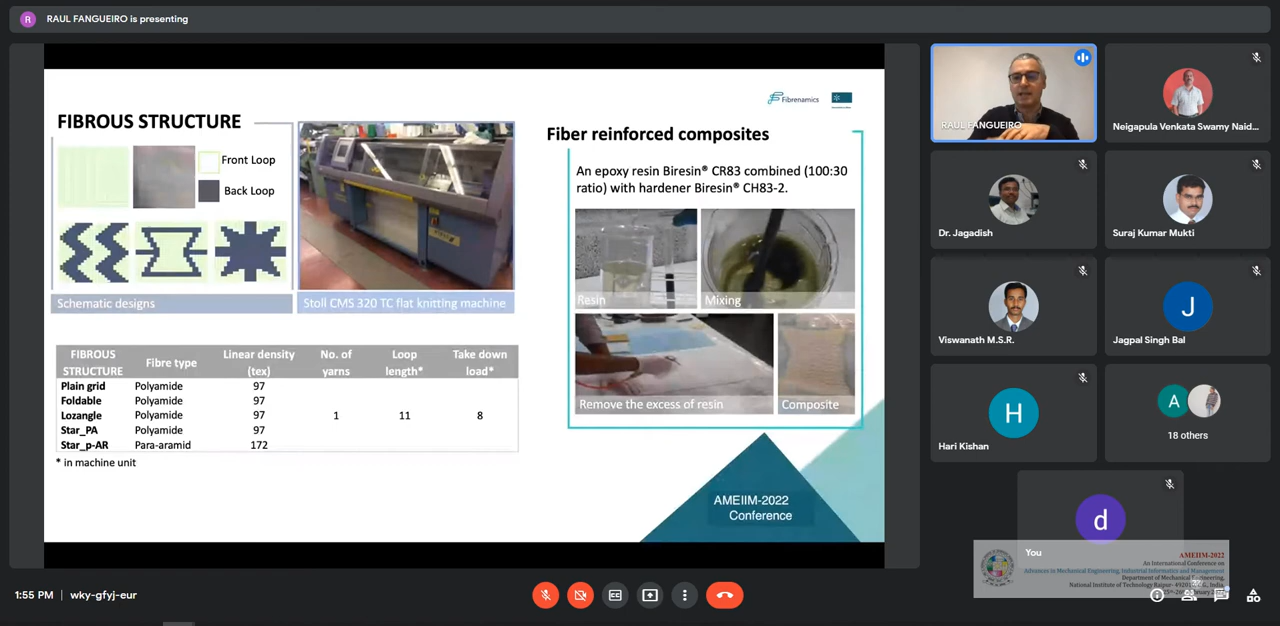 R RAUL FANGUEIRO is presenting
FIBROUS STRUCTURE
Front Loop
Back Loop
Schematic designs
Stoll CMS 320 TC flat knitting machine
FIBROUS STRUCTURE Fibre type Linear density (tex) No. of yarns Loop length* Take down load*
Plain grid Polyamide 97
Foldable Polyamide 97
Lozangle Polyamide 97 1 11 8
Star_PA Polyamide 97
Star_p-AR Para-aramid 172
* in machine unit
Fibrenamics
Fiber reinforced composites
An epoxy resin Biresin® CR83 combined (100:30
ratio) with hardener Biresin® CH83-2.
Resin
Mixing
Remove the excess of resin
Composite
AMEIIM-2022
Conference
RAUL FANGUEIRO
Neigapula Venkata Swamy Naid...
Dr. Jagadish
Suraj Kumar Mukti
Viswanath M.S.R.
J
Jagpal Singh Bal
H
Hari Kishan
A
18 others
d
You
AMEIIM-2022
An International Conference on
Advances in Mechanical Engineering, Industrial Informatics and Management
Department of Mechanical Engineering,
National Institute of Technology Raipur-
1:55 PM | wky-gfyj-eur